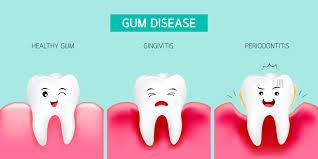 GUM DISEASE
HEALTHY GUM
GINGIVITIS
PERIODONTITIS